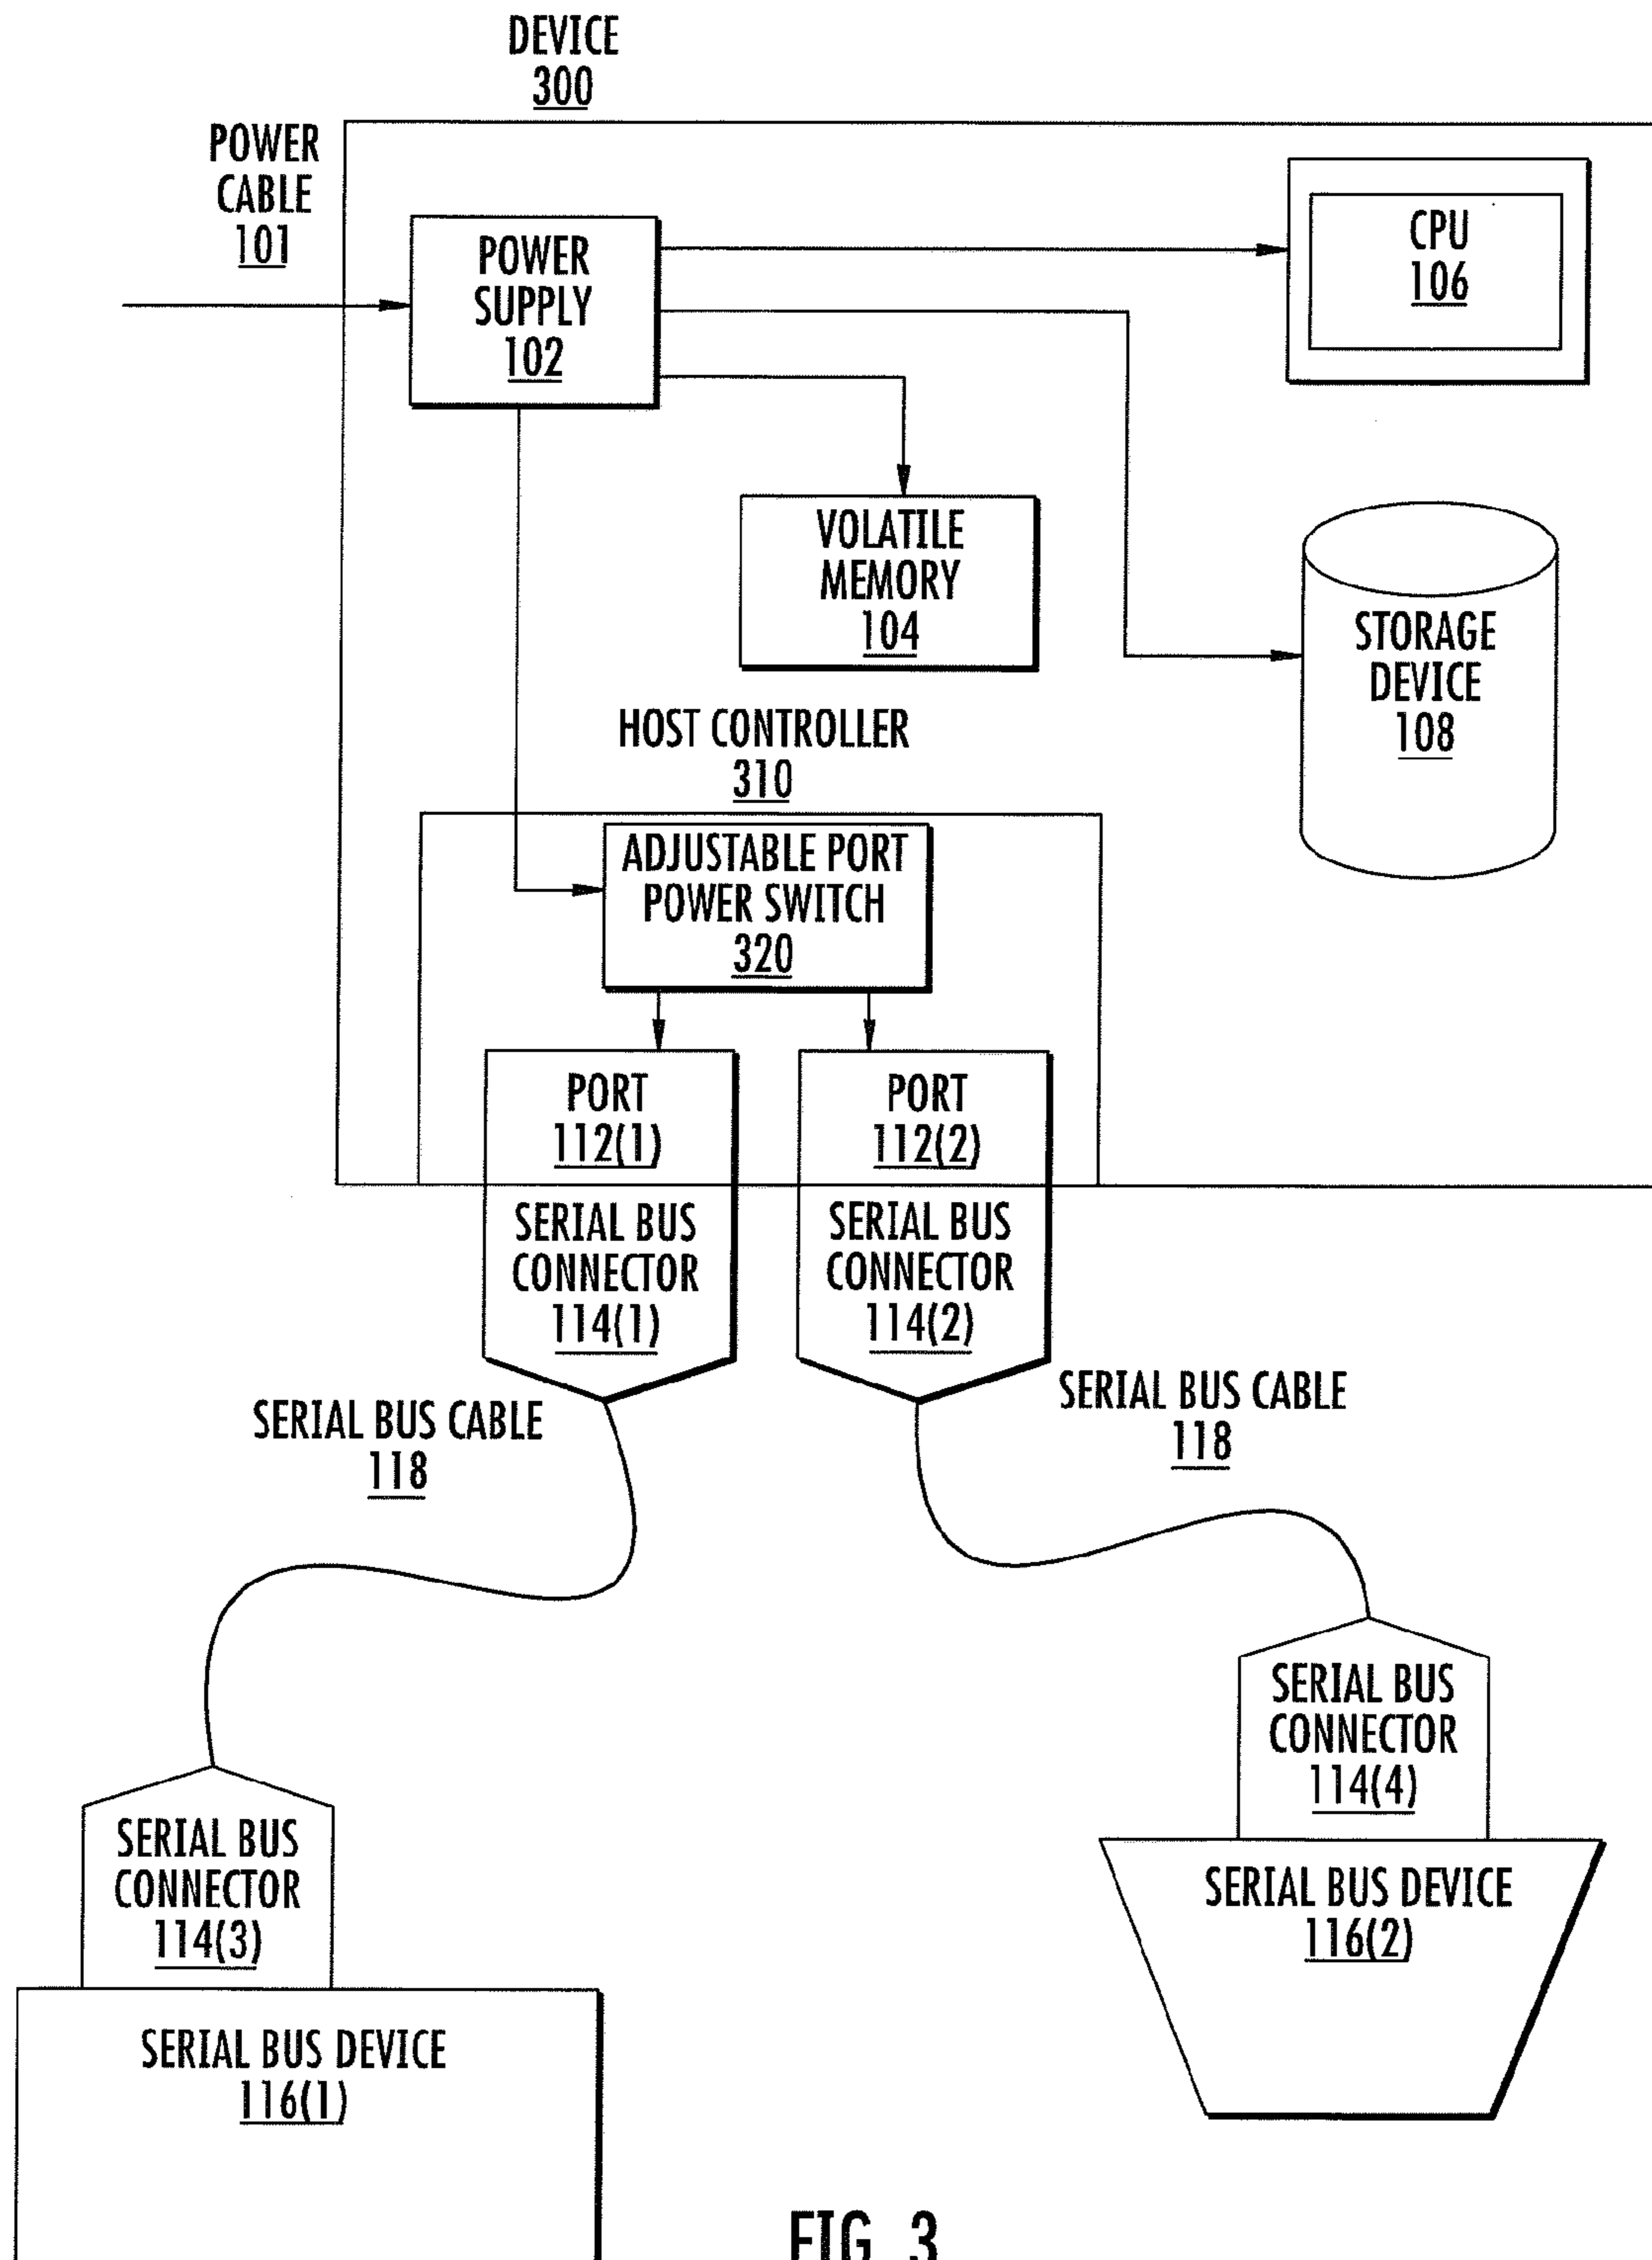 DEVICE
300
POWER
CABLE
101
POWER
SUPPLY
102
CPU
106
VOLATILE
MEMORY
104
STORAGE
DEVICE
108
HOST CONTROLLER
310
ADJUSTABLE PORT
POWER SWITCH
320
PORT
112(1)
PORT
112(2)
SERIAL BUS
CONNECTOR
114(1)
SERIAL BUS
CONNECTOR
114(2)
SERIAL BUS CABLE
118
SERIAL BUS CABLE
118
SERIAL BUS
CONNECTOR
114(4)
SERIAL BUS
CONNECTOR
114(3)
SERIAL BUS DEVICE
116(2)
SERIAL BUS DEVICE
116(1)
FIG. 3